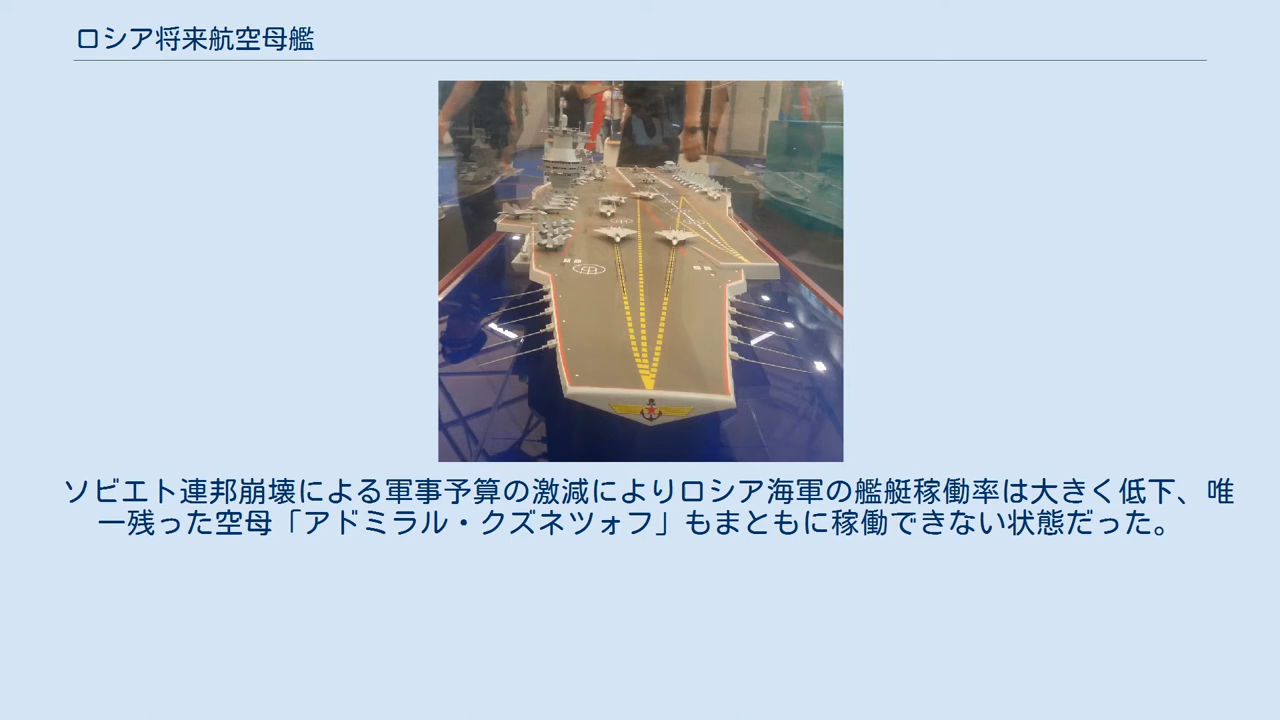 ロシア将来航空母艦
ソビエト連邦崩壊による軍事予算の激減によりロシア海軍の艦艇稼働率は大きく低下、唯
一残った空母「アドミラル・クズネツォフ」もまともに稼働できない状態だった。